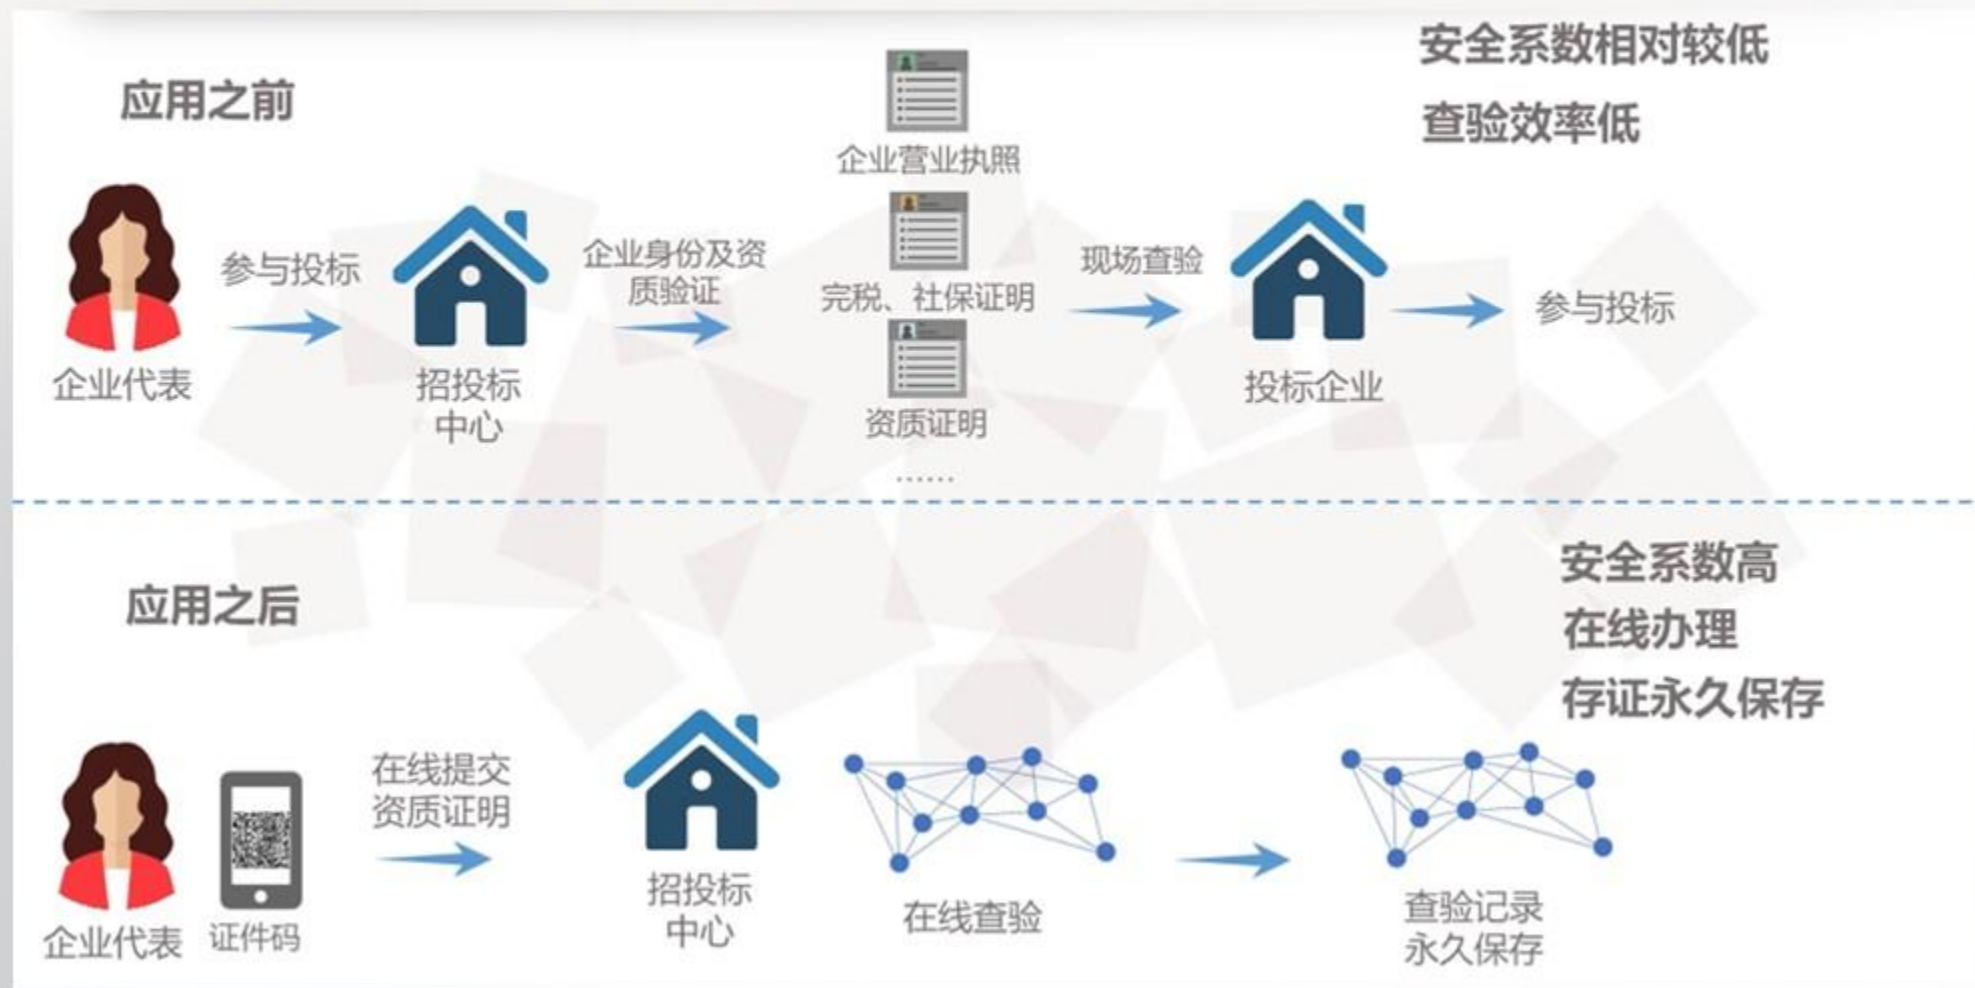 应用之前
安全系数相对较低
查验效率低
企业代表
参与投标
招投标
中心
企业身份及资
质验证
企业营业执照
完税、社保证明
资质证明
......
现场查验
投标企业
参与投标
应用之后
安全系数高
在线办理
存证永久保存
企业代表
证件码
在线提交
资质证明
招投标
中心
在线查验
查验记录
永久保存